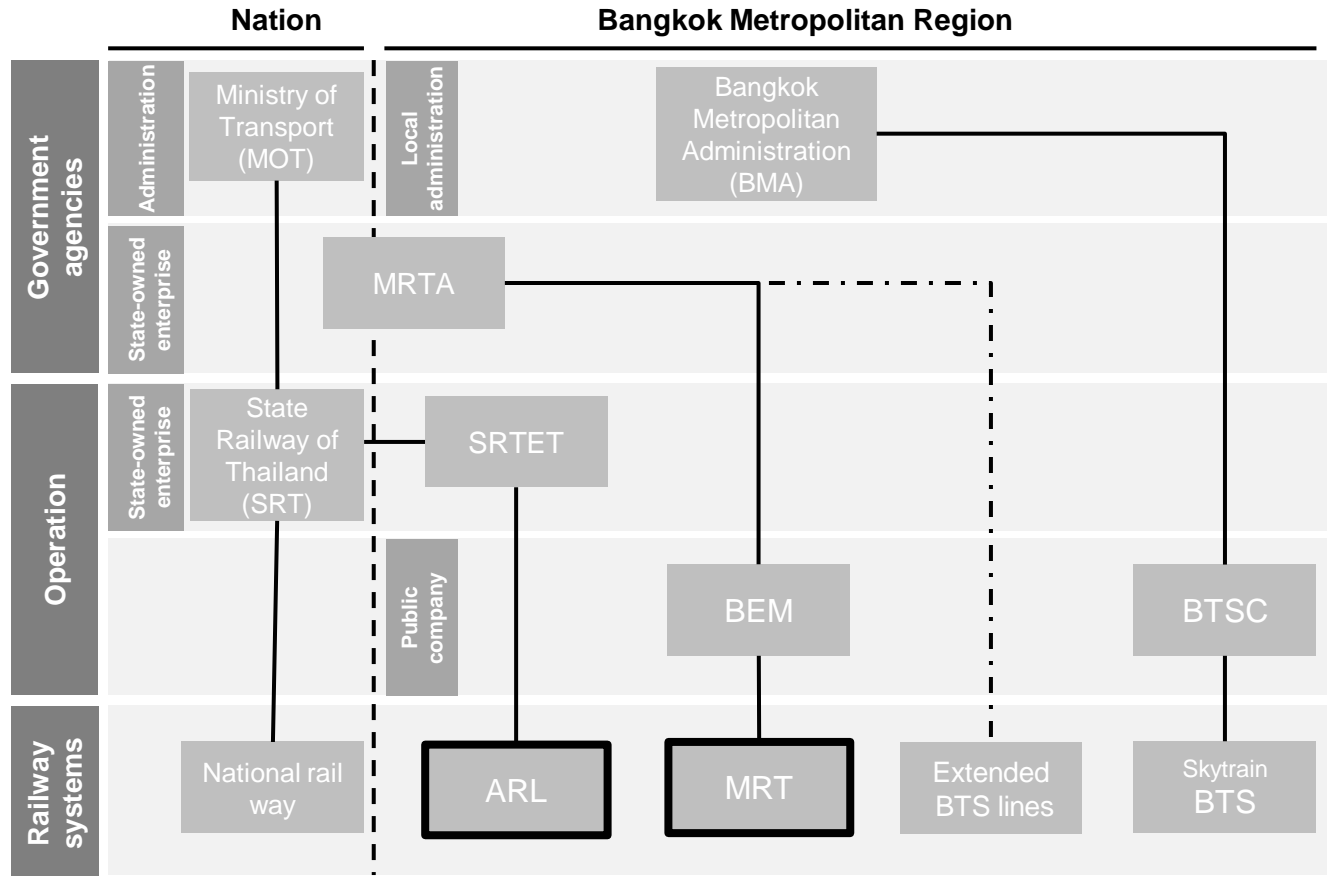 Nation
Bangkok Metropolitan Region
Government
agencies
Administration
Ministry of
Transport
(MOT)
Local
administration
Bangkok
Metropolitan
Administration
(BMA)
State-owned
enterprise
MRTA
Operation
State-owned
enterprise
State
Railway of
Thailand
(SRT)
SRTET
Public
company
BEM
BTSC
Railway
systems
National rail
way
ARL
MRT
Extended
BTS lines
Skytrain
BTS